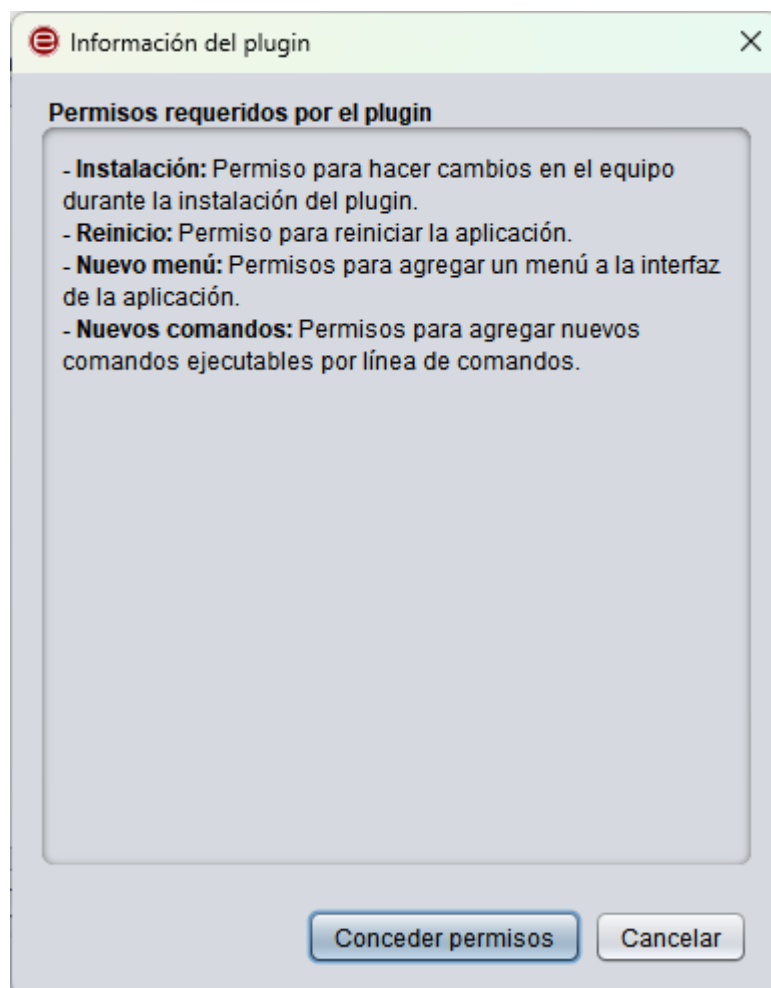 Información del plugin
Permisos requeridos por el plugin
- Instalación: Permiso para hacer cambios en el equipo
durante la instalación del plugin.
- Reinicio: Permiso para reiniciar la aplicación.
- Nuevo menú: Permisos para agregar un menú a la interfaz
de la aplicación.
- Nuevos comandos: Permisos para agregar nuevos
comandos ejecutables por línea de comandos.
Conceder permisos
Cancelar